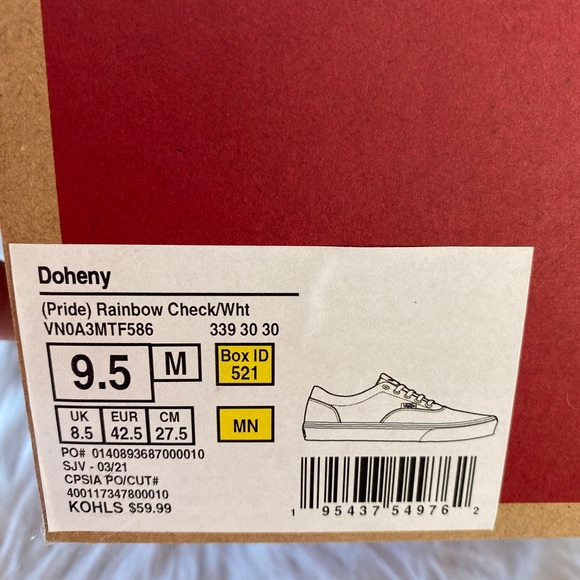 Doheny
(Pride) Rainbow Check/Wht
VN0A3MTF586 339 30 30
9.5 M Box ID 521
UK 8.5 EUR 42.5 CM 27.5 MN
PO# 0140893687000010
SJV - 03/21
CPSIA PO/CUT#
400117347800010
KOHLS $59.99
1 95437 54976 2